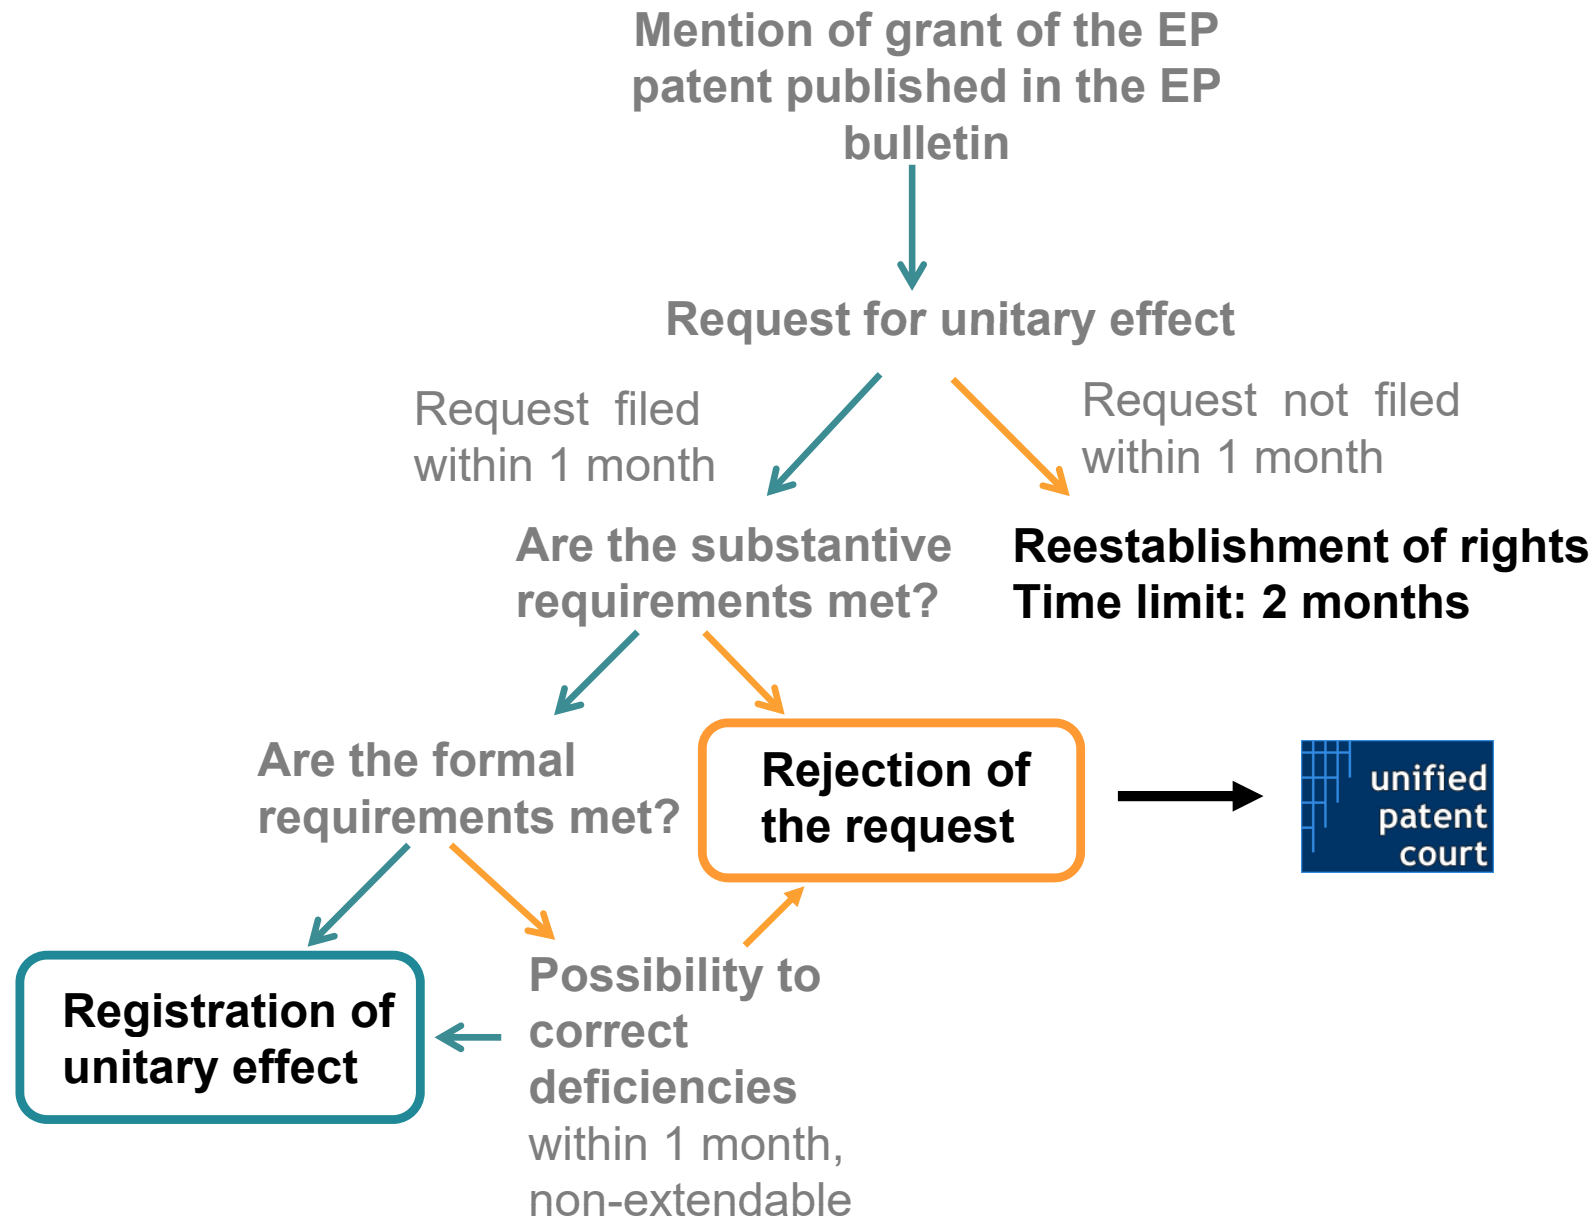 Mention of grant of the EP
patent published in the EP
bulletin
Request for unitary effect
Request filed
within 1 month
Request not filed
within 1 month
Are the substantive
requirements met?
Reestablishment of rights
Time limit: 2 months
Are the formal
requirements met?
Rejection of
the request
unified
patent
court
Registration of
unitary effect
Possibility to
correct
deficiencies
within 1 month,
non-extendable